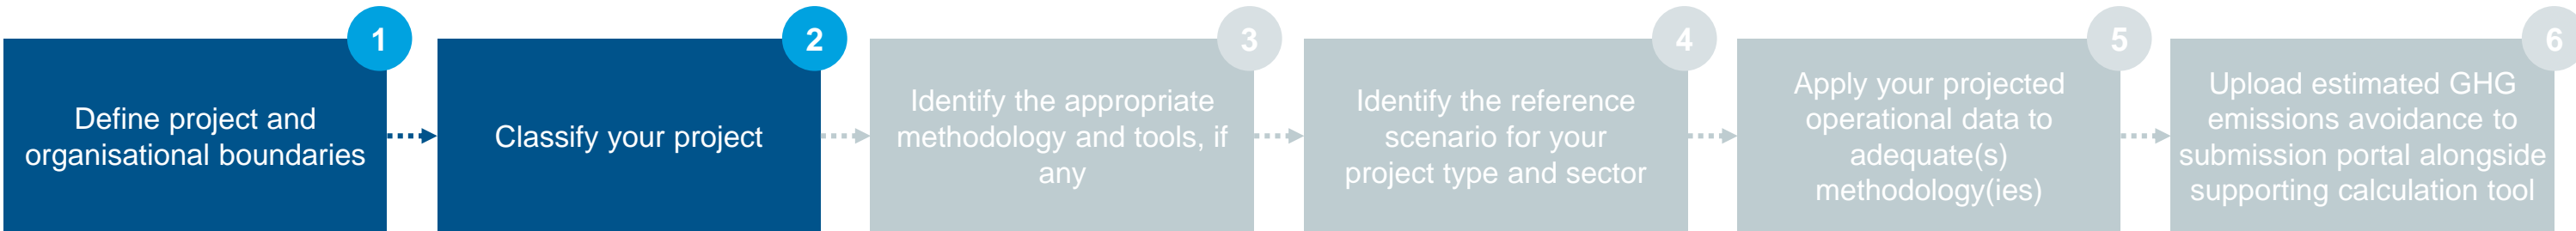 1
Define project and
organisational boundaries
2
Classify your project
3
Identify the appropriate
methodology and tools, if
any
4
Identify the reference
scenario for your
project type and sector
5
Apply your projected
operational data to
adequate(s)
methodology(ies)
6
Upload estimated GHG
emissions avoidance to
submission portal alongside
supporting calculation tool